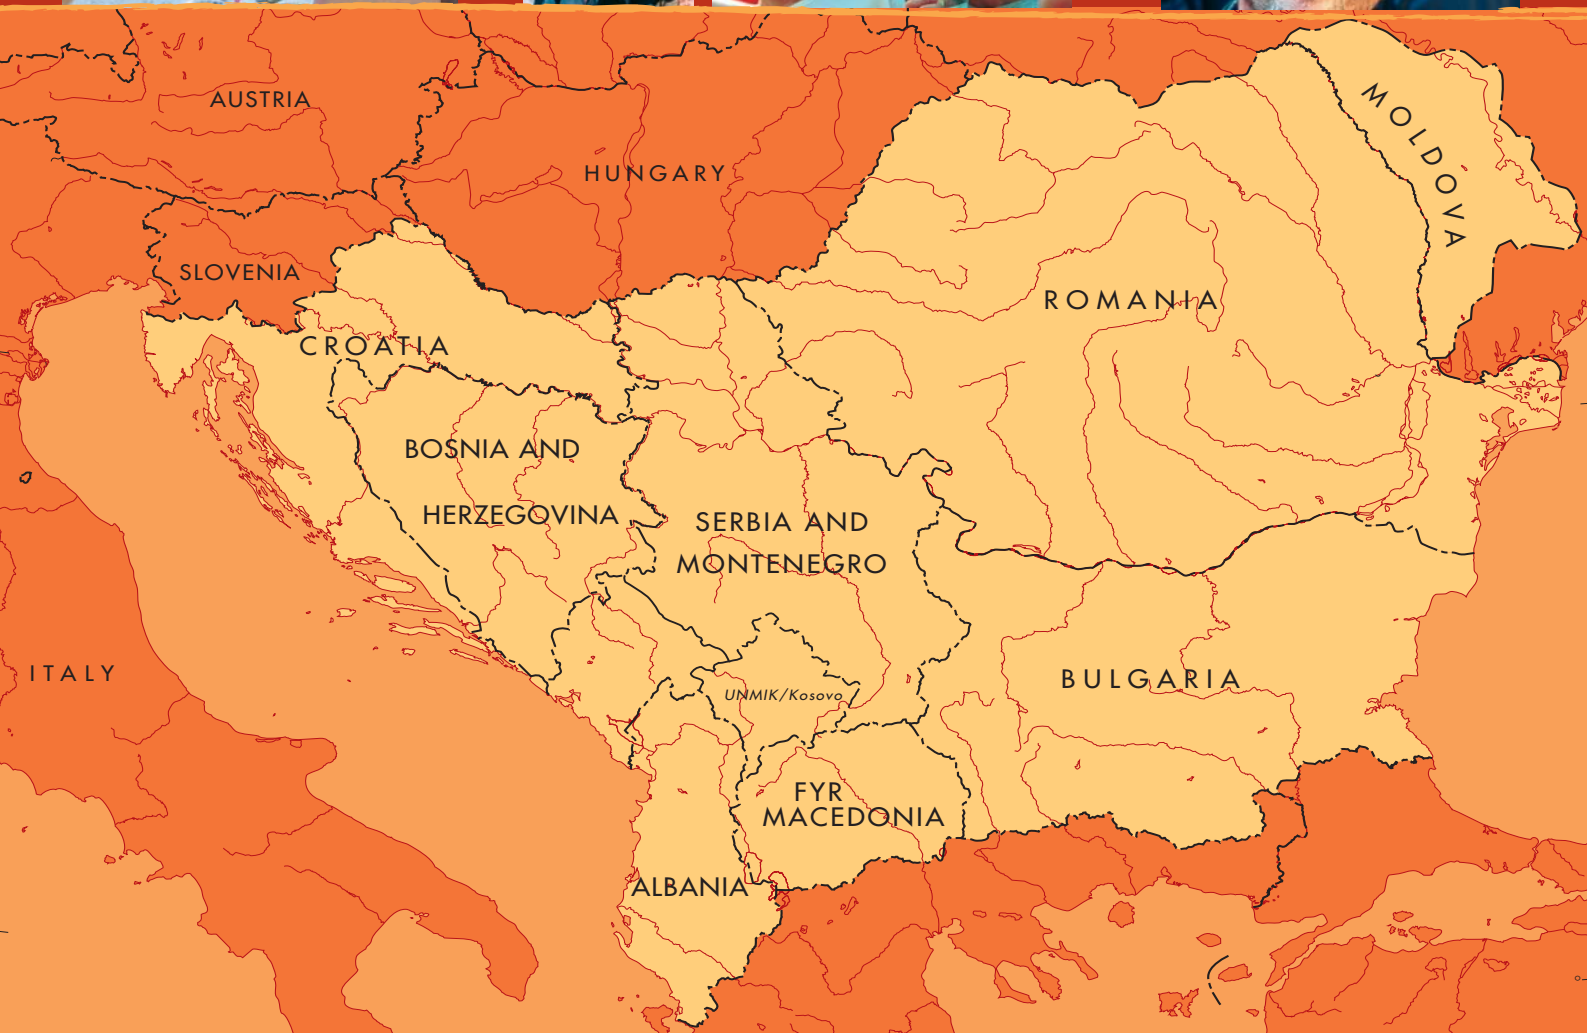 AUSTRIA
HUNGARY
MOLDOVA
SLOVENIA
ROMANIA
CROATIA
BOSNIA AND
HERZEGOVINA
SERBIA AND
MONTENEGRO
ITALY
UNMIK/Kosovo
BULGARIA
FYR
MACEDONIA
ALBANIA